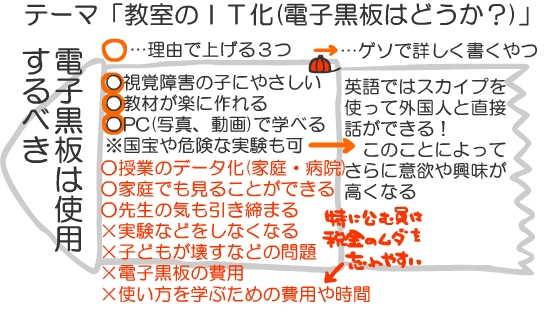 テーマ「教室のＩＴ化(電子黒板はどうか？)」
〇…理由で上げる３つ
→…ゲソで詳しく書くやつ
電子黒板は使用
するべき
〇視覚障害の子にやさしい
〇教材が楽に作れる
〇PC(写真、動画)で学べる
※国宝や危険な実験も可
英語ではスカイプを
使って外国人と直接
話ができる！
このことによって
さらに意欲や興味が
高くなる
〇授業のデータ化(家庭・病院)
〇家庭でも見ることができる
〇先生の気も引き締まる
×実験などをしなくなる
×子どもが壊すなどの問題
×電子黒板の費用
×使い方を学ぶための費用や時間
特に公む員は
税金のムダを
忘れやすい